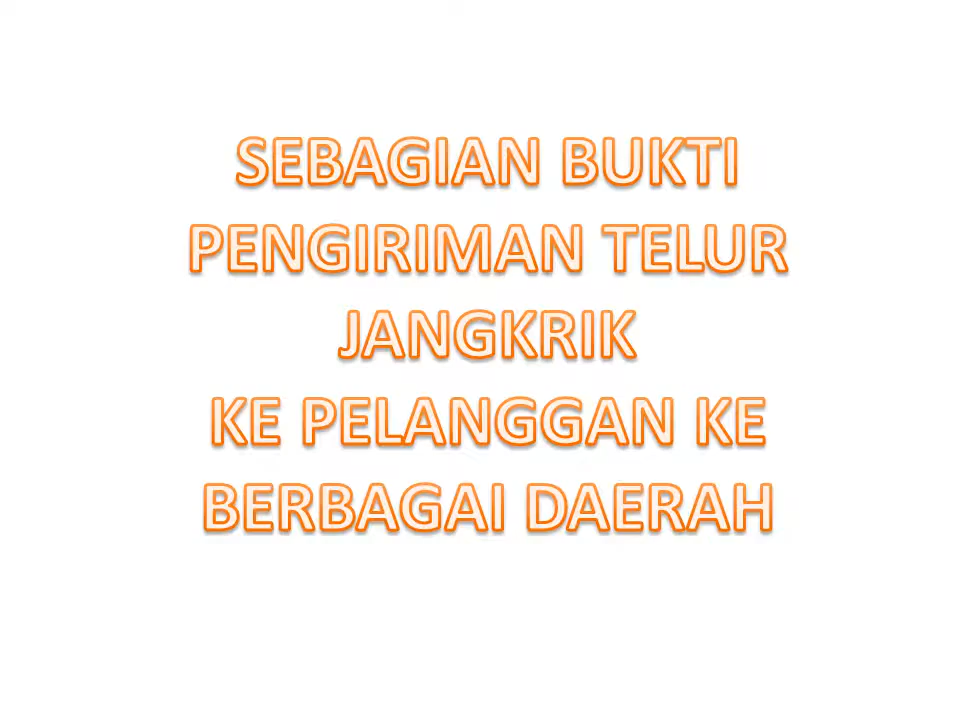 SEBAGIAN BUKTI
PENGIRIMAN TELUR
JANGKRIK
KE PELANGGAN KE
BERBAGAI DAERAH